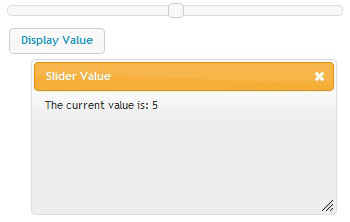 Display Value
Slider Value
The current value is: 5